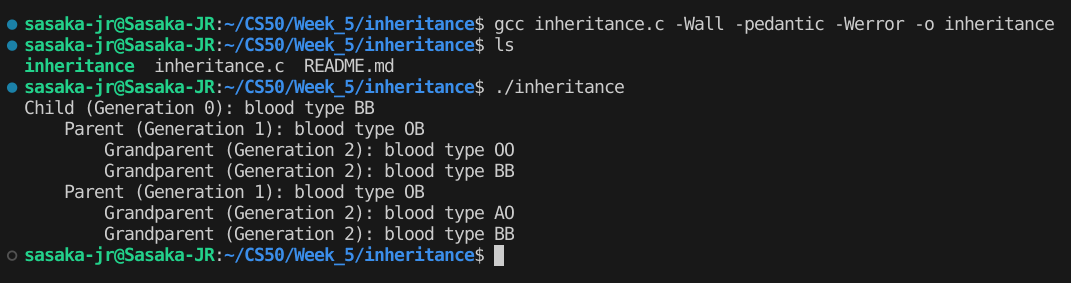 sasaka-jr@Sasaka-JR:~/CS50/Week_5/inheritance$ gcc inheritance.c -Wall -pedantic -Werror -o inheritance
sasaka-jr@Sasaka-JR:~/CS50/Week_5/inheritance$ ls
inheritance  inheritance.c  README.md
sasaka-jr@Sasaka-JR:~/CS50/Week_5/inheritance$ ./inheritance
Child (Generation 0): blood type BB
    Parent (Generation 1): blood type OB
        Grandparent (Generation 2): blood type OO
        Grandparent (Generation 2): blood type BB
    Parent (Generation 1): blood type OB
        Grandparent (Generation 2): blood type AO
        Grandparent (Generation 2): blood type BB
sasaka-jr@Sasaka-JR:~/CS50/Week_5/inheritance$